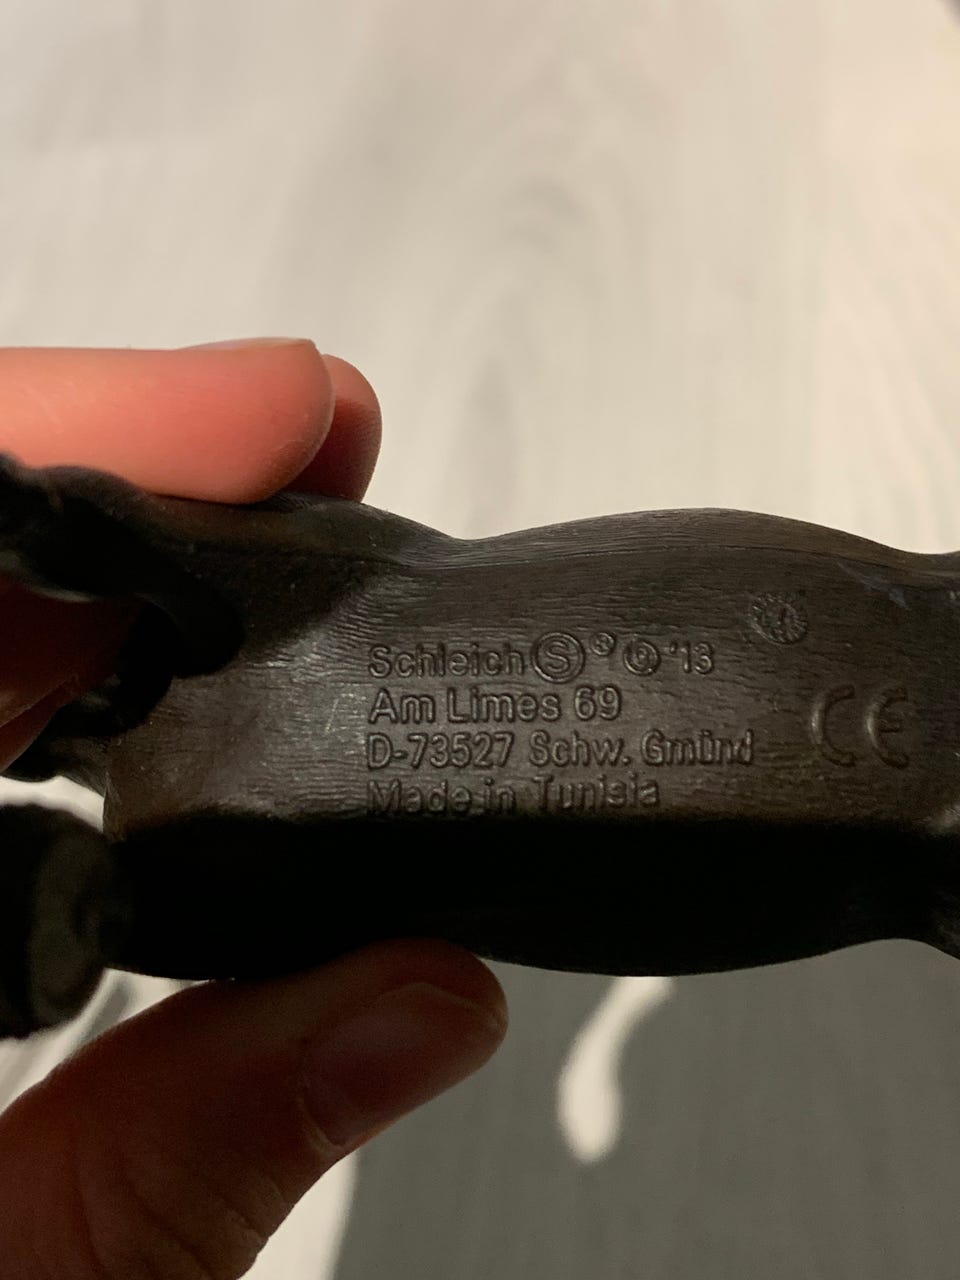 Schleich Ⓢ ® © '13
Am Limes 69
D-73527 Schw. Gmünd
Made in Tunisia
CE